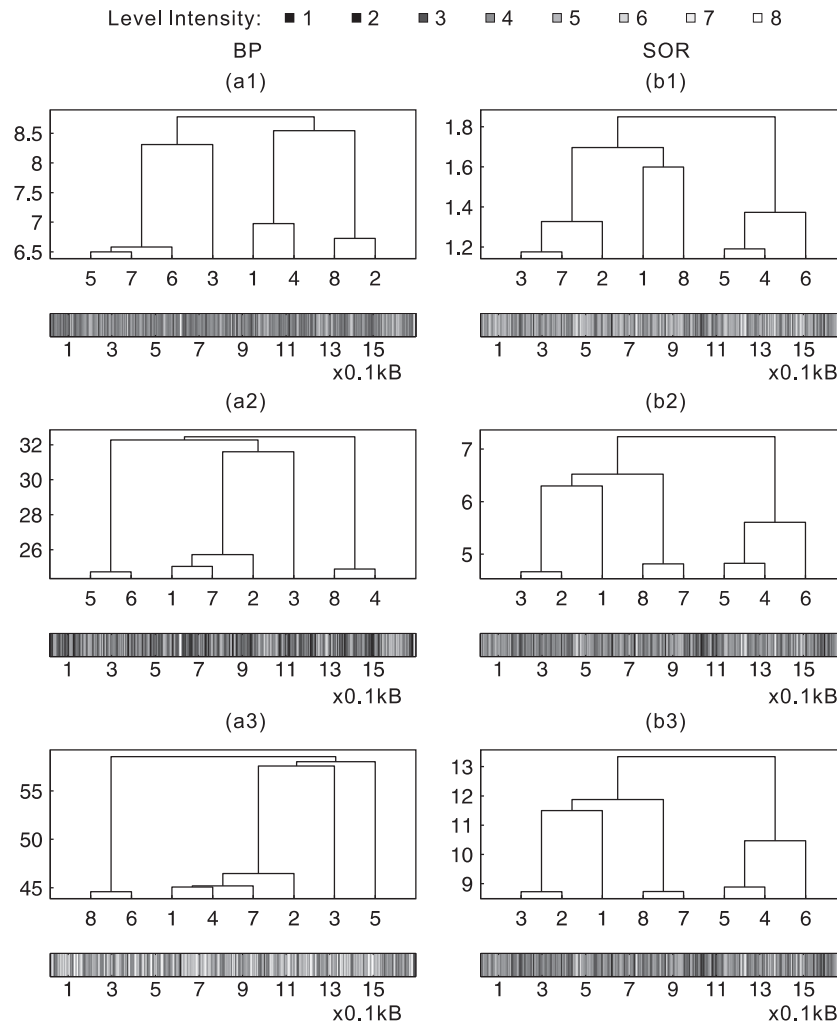 Level Intensity: 1 2 3 4 5 6 7 8
BP SOR
(a1) (b1)
8.5
8
7.5
7
6.5
5 7 6 3 1 4 8 2
1 3 5 7 9 11 13 15
x0.1kB
1.8
1.6
1.4
1.2
3 7 2 1 8 5 4 6
1 3 5 7 9 11 13 15
x0.1kB
(a2) (b2)
32
30
28
26
5 6 1 7 2 3 8 4
1 3 5 7 9 11 13 15
x0.1kB
7
6
5
3 2 1 8 7 5 4 6
1 3 5 7 9 11 13 15
x0.1kB
(a3) (b3)
55
50
45
8 6 1 4 7 2 3 5
1 3 5 7 9 11 13 15
x0.1kB
13
12
11
10
9
3 2 1 8 7 5 4 6
1 3 5 7 9 11 13 15
x0.1kB